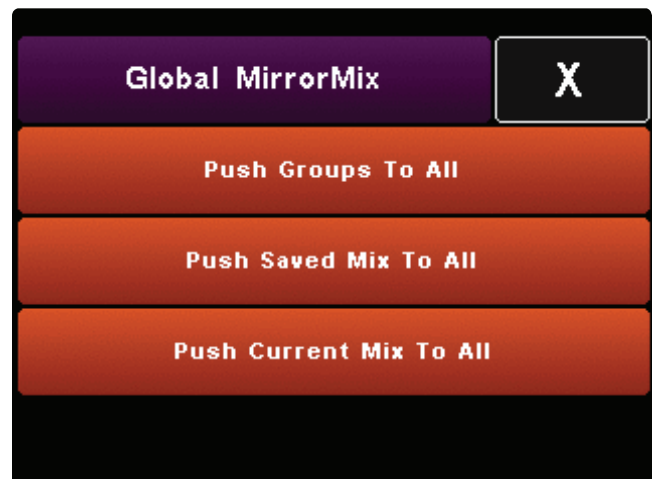 Global MirrorMix X
Push Groups To All
Push Saved Mix To All
Push Current Mix To All